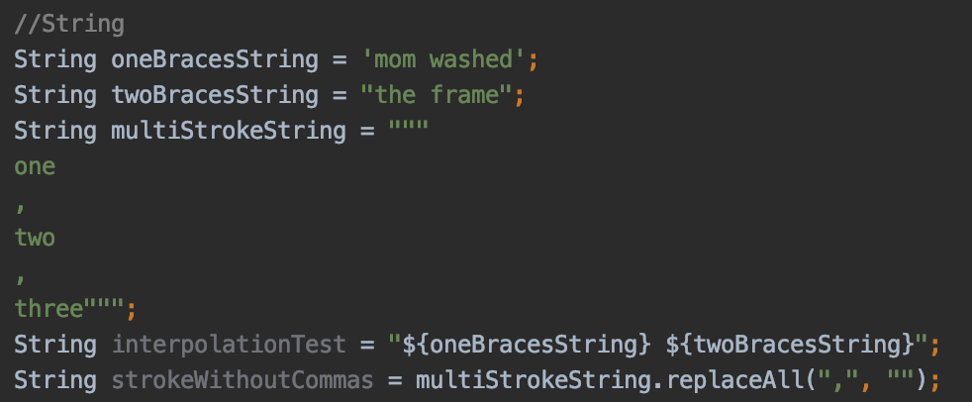 //String
String oneBracesString = 'mom washed';
String twoBracesString = "the frame";
String multiStrokeString = """
one
,
two
,
three""";
String interpolationTest = "${oneBracesString} ${twoBracesString}";
String strokeWithoutCommas = multiStrokeString.replaceAll(",", "");